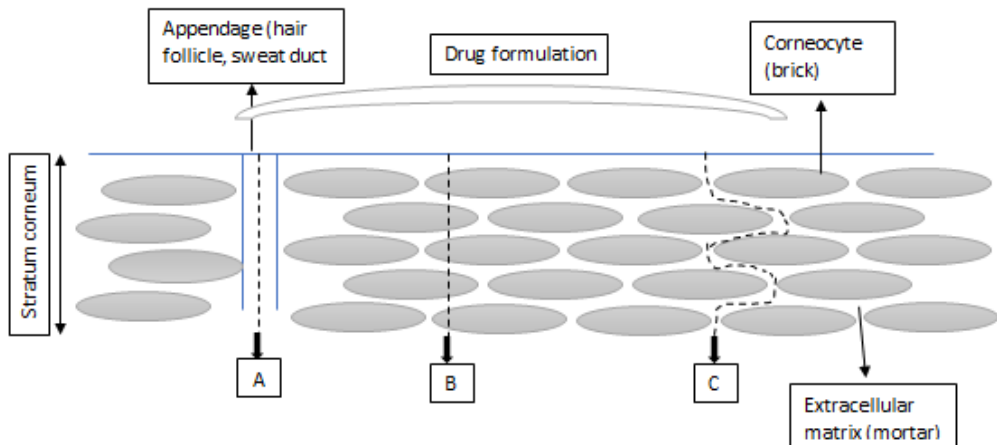 Appendage (hair
follicle, sweat duct
Drug formulation
Corneocyte
(brick)
Stratum corneum
A
B
C
Extracellular
matrix (mortar)